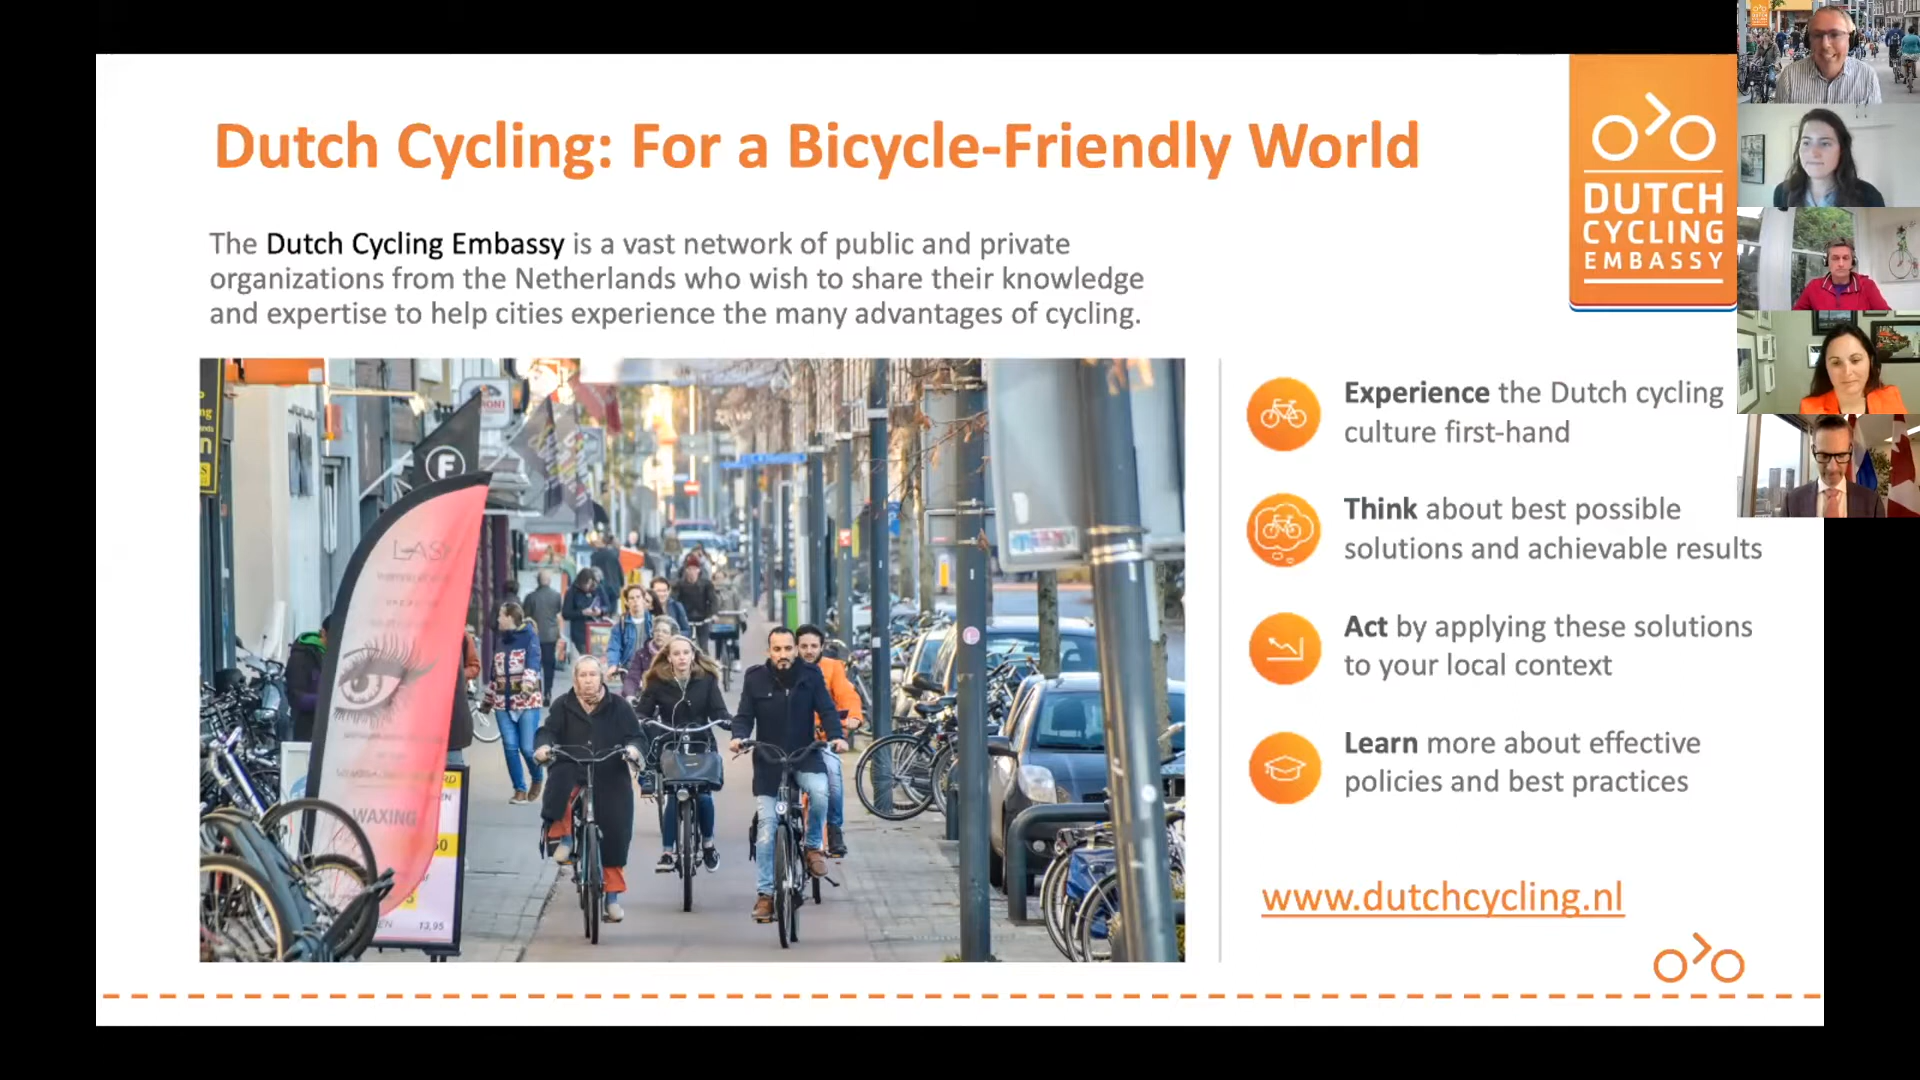 Dutch Cycling: For a Bicycle-Friendly World
DUTCH
CYCLING
EMBASSY
The Dutch Cycling Embassy is a vast network of public and private
organizations from the Netherlands who wish to share their knowledge
and expertise to help cities experience the many advantages of cycling.
F
LAS
WAXING
13,95
Experience the Dutch cycling
culture first-hand
Think about best possible
solutions and achievable results
Act by applying these solutions
to your local context
Learn more about effective
policies and best practices
www.dutchcycling.nl